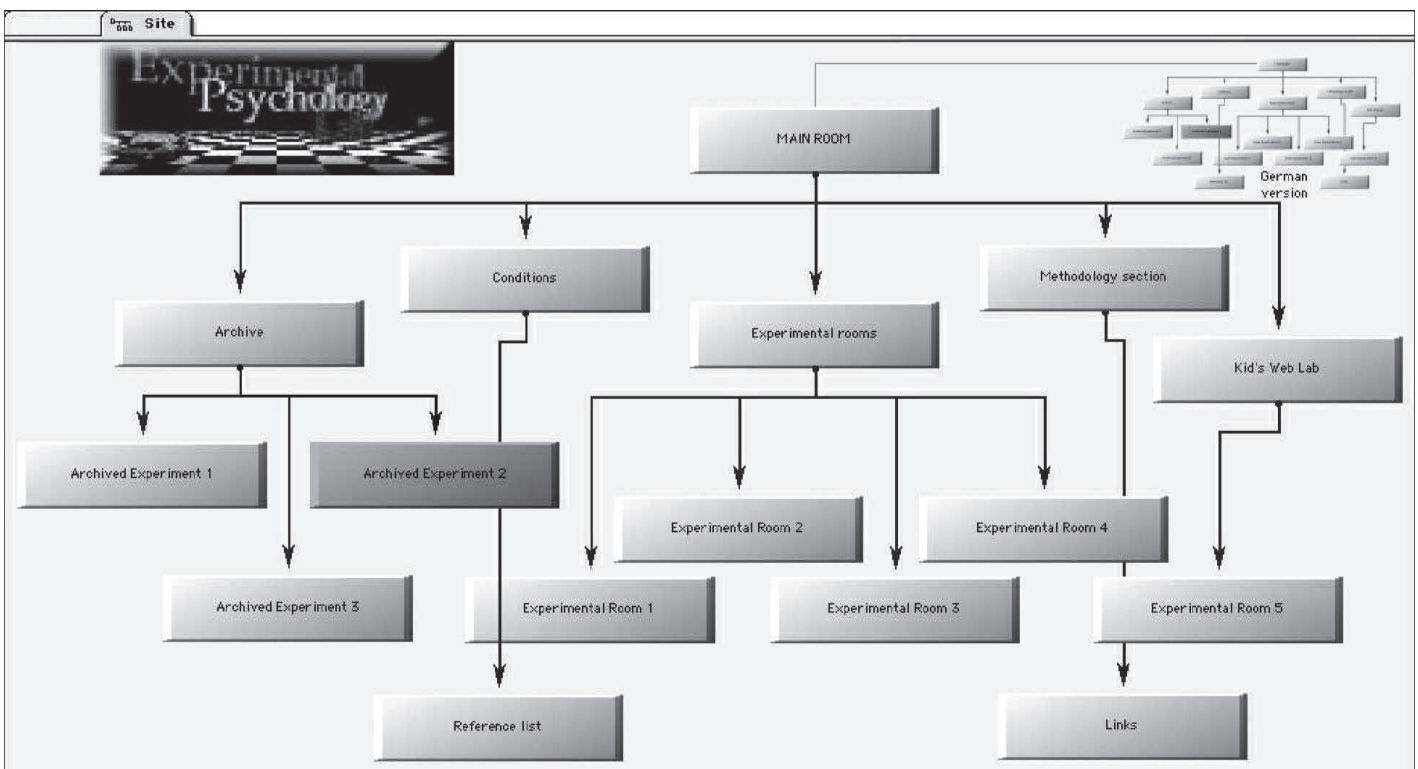 Site
Experimental
Psychology
MAIN ROOM
German
version
Conditions
Methodology section
Archive
Experimental rooms
Kid's Web Lab
Archived Experiment 1
Archived Experiment 2
Experimental Room 2
Experimental Room 4
Archived Experiment 3
Experimental Room 1
Experimental Room 3
Experimental Room 5
Reference list
Links